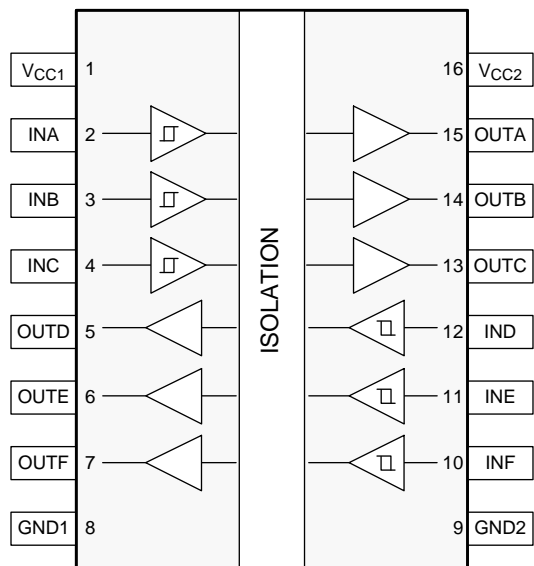 VCC1 1 16 VCC2
INA 2 15 OUTA
INB 3 14 OUTB
INC 4 13 OUTC
OUTD 5 12 IND
OUTE 6 11 INE
OUTF 7 10 INF
GND1 8 9 GND2
ISOLATION